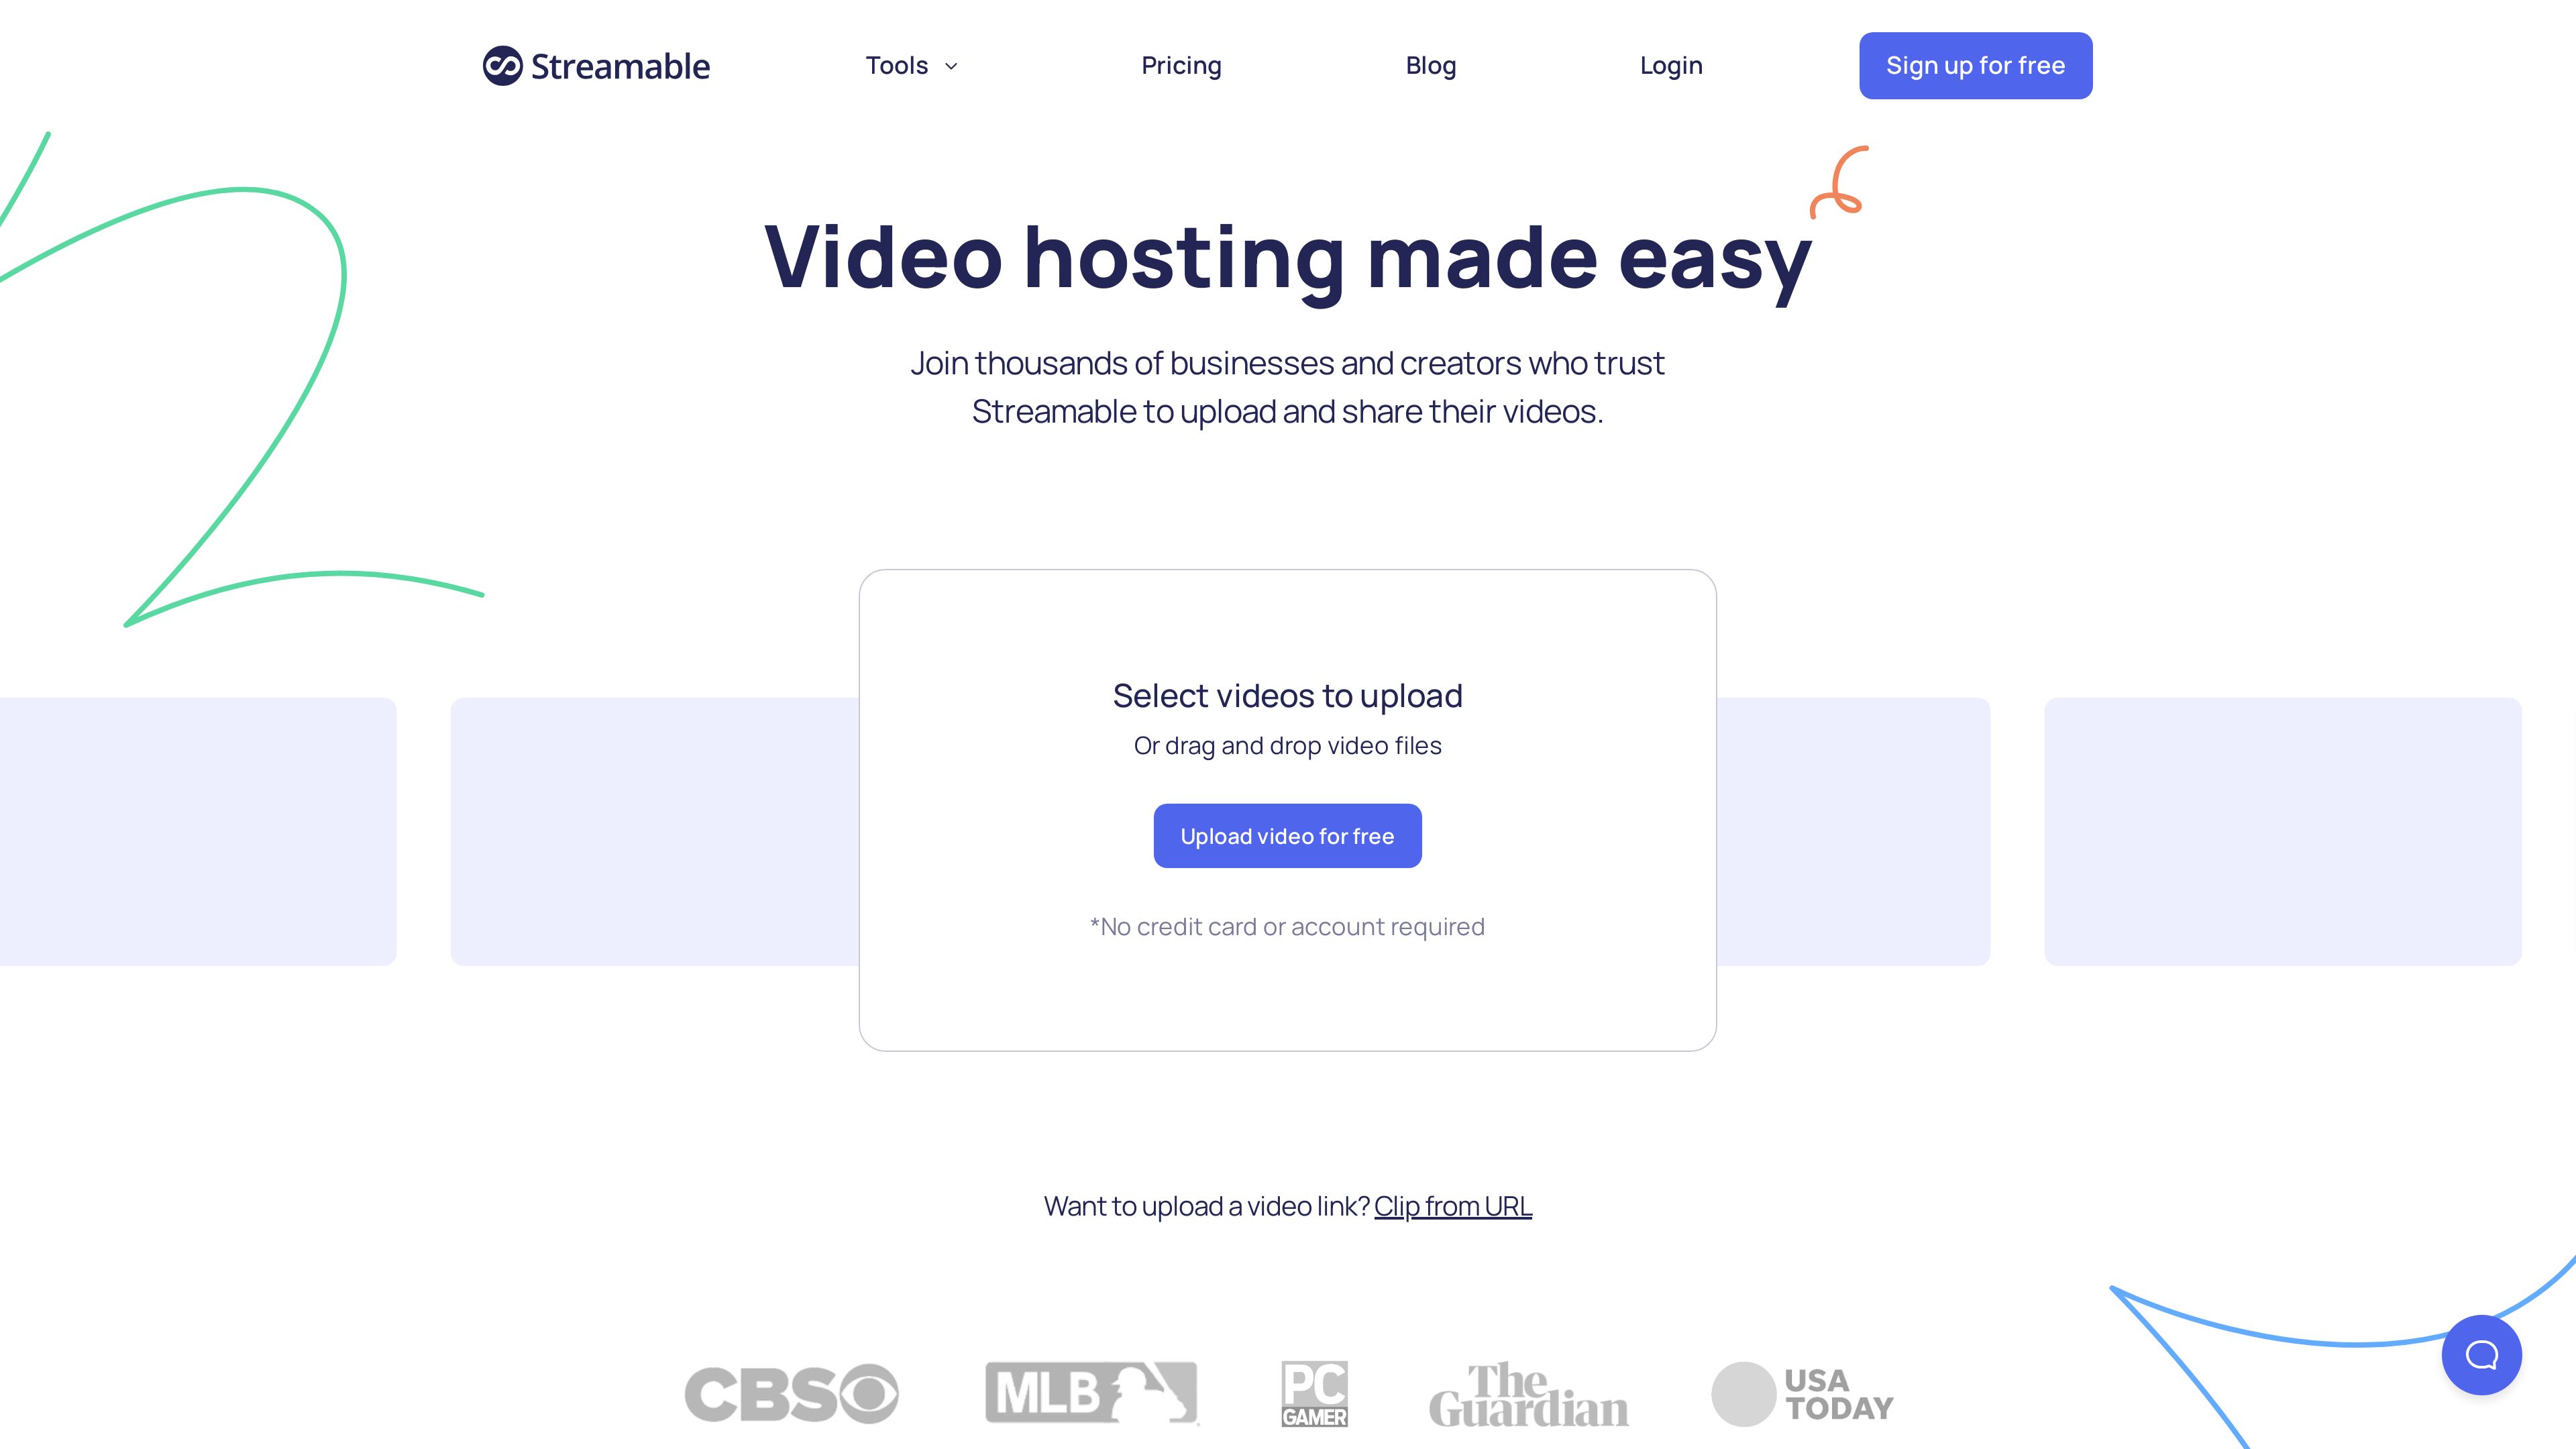 Streamable
Tools
Pricing
Blog
Login
Sign up for free
Video hosting made easy
Join thousands of businesses and creators who trust
Streamable to upload and share their videos.
Select videos to upload
Or drag and drop video files
Upload video for free
*No credit card or account required
Want to upload a video link? Clip from URL
CBS
MLB
PC
GAMER
The
Guardian
USA
TODAY